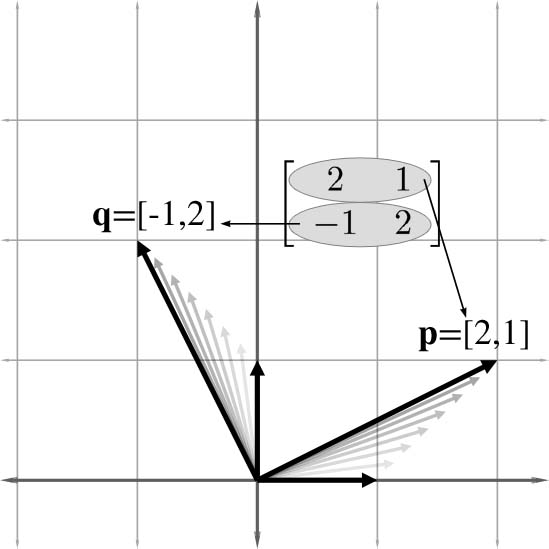 2 1
q=[-1,2]
−1 2
p=[2,1]